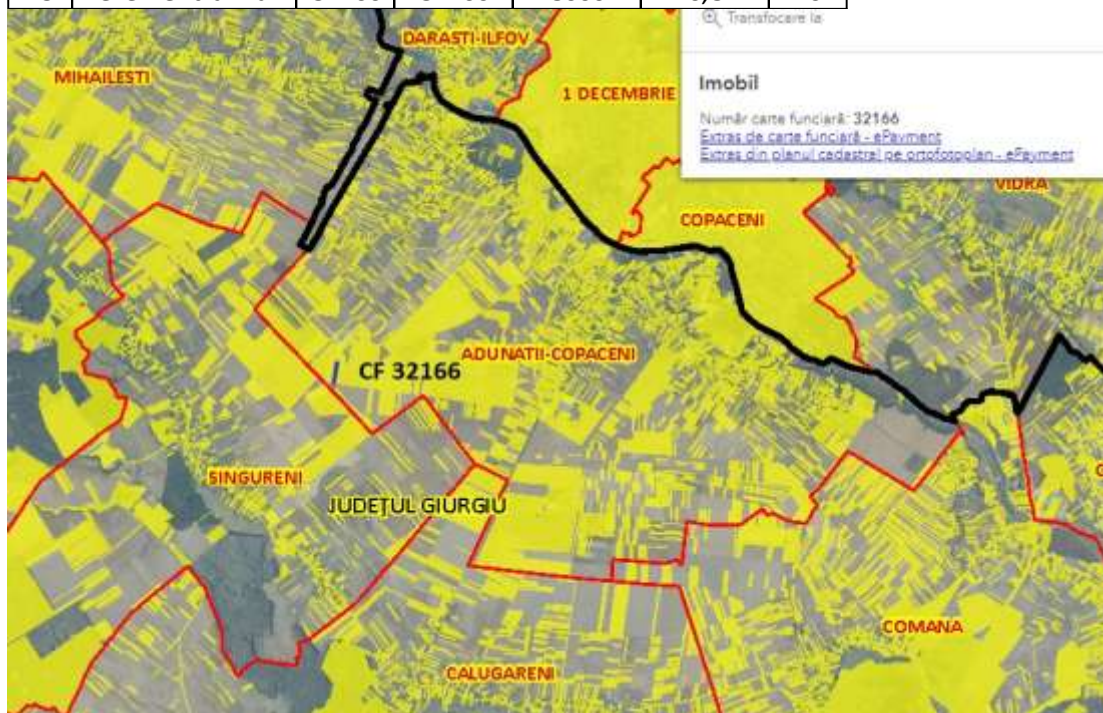 Transfocare la
Imobil
Număr carte funciară: 32166
Extras de carte funciară - ePayment
Extras din planul cadastral pe ortofotoplan - ePayment
DARASTI-ILFOV
MIHAILESTI
1 DECEMBRIE
VIDRA
COPACENI
ADUNATII-COPACENI
CF 32166
SINGURENI
JUDEȚUL GIURGIU
COMANA
CALUGARENI